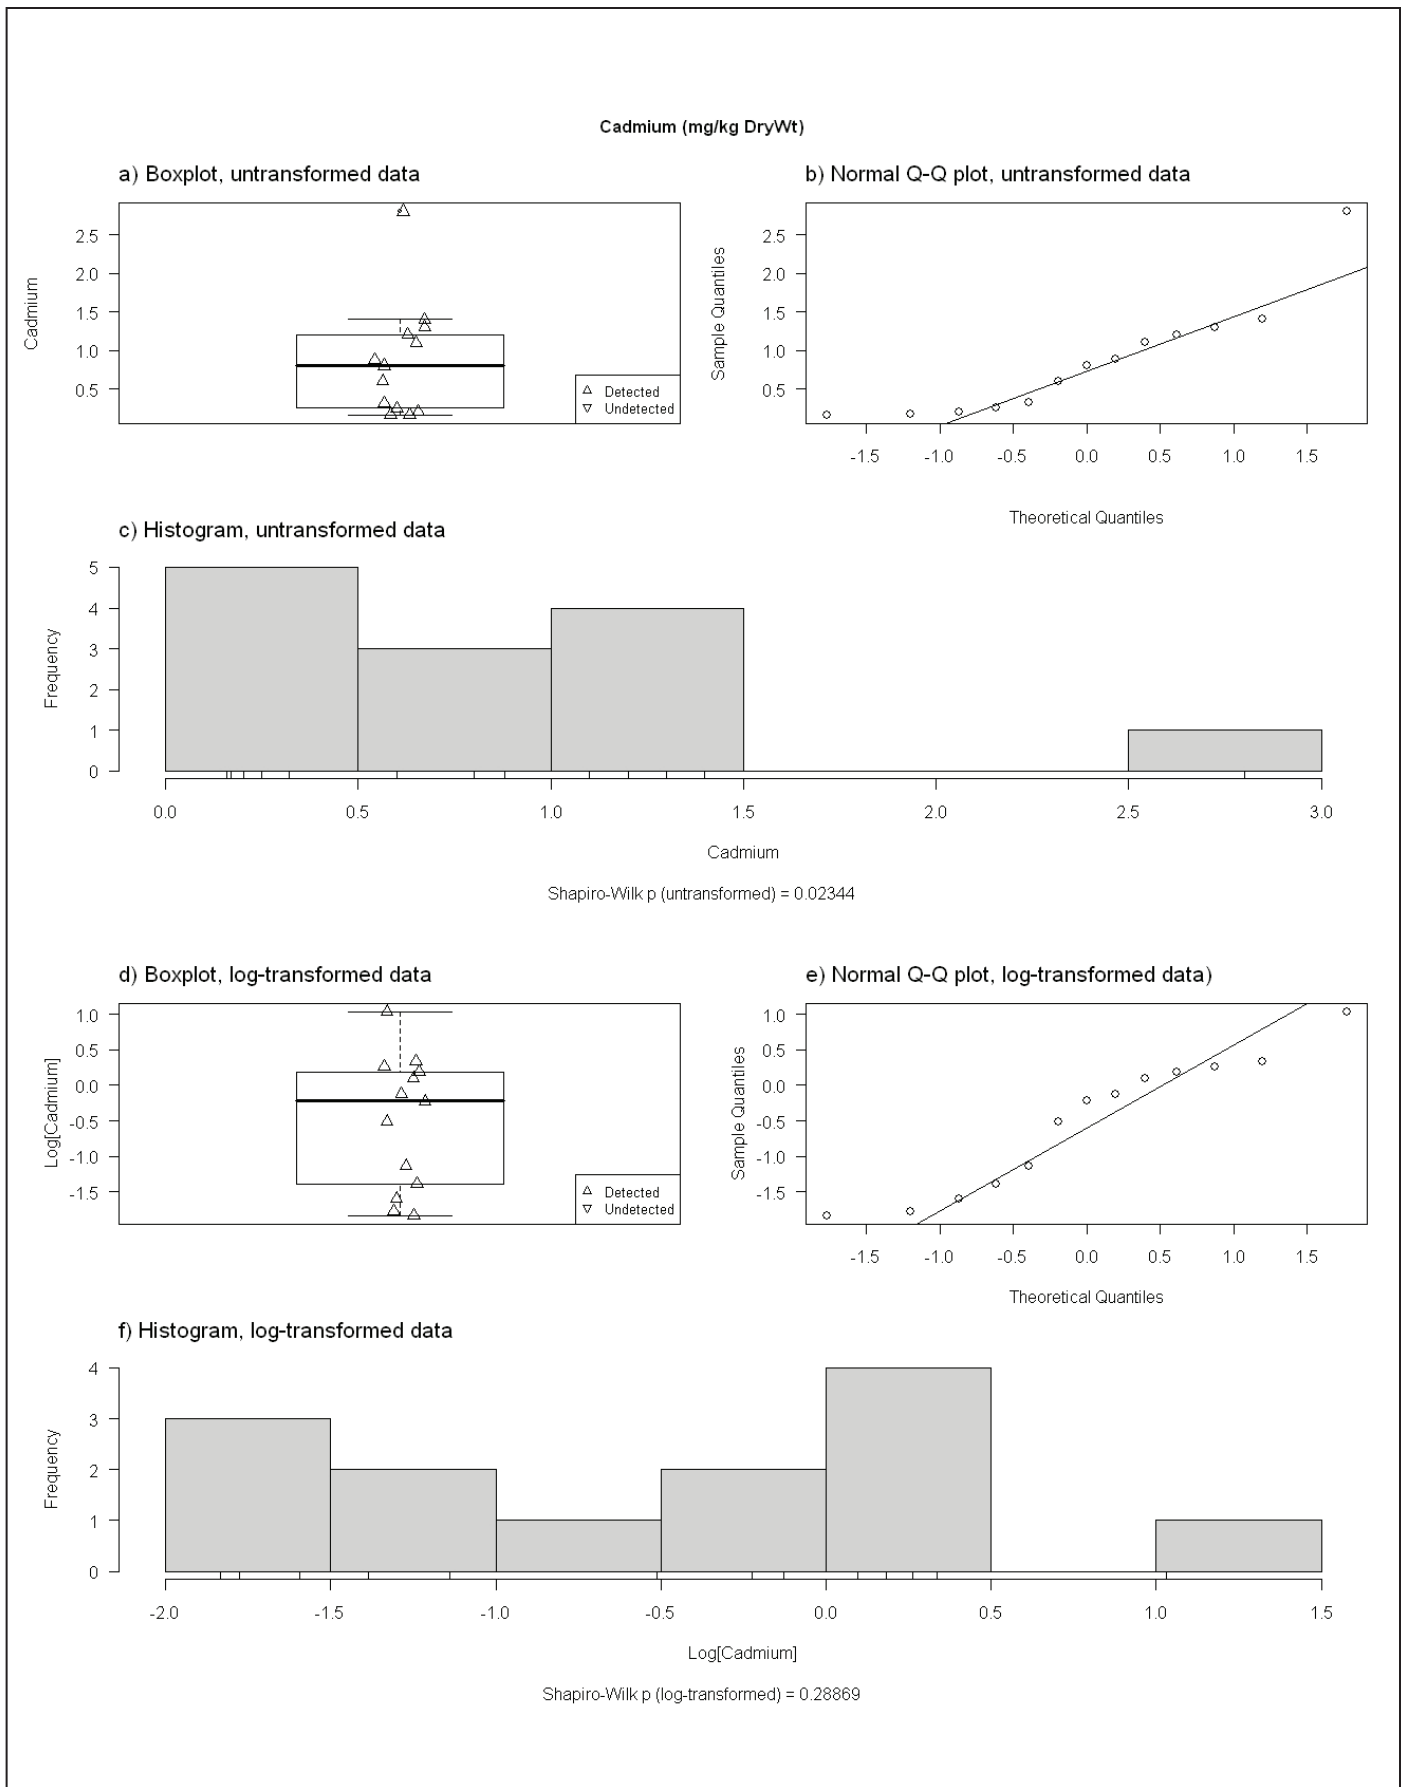 Cadmium (mg/kg DryWt)
a) Boxplot, untransformed data
Cadmium
2.5
2.0
1.5
1.0
0.5
Detected
Undetected
b) Normal Q-Q plot, untransformed data
Sample Quantiles
2.5
2.0
1.5
1.0
0.5
-1.5 -1.0 -0.5 0.0 0.5 1.0 1.5
Theoretical Quantiles
c) Histogram, untransformed data
Frequency
5
4
3
2
1
0
0.0 0.5 1.0 1.5 2.0 2.5 3.0
Cadmium
Shapiro-Wilk p (untransformed) = 0.02344
d) Boxplot, log-transformed data
Log[Cadmium]
1.0
0.5
0.0
-0.5
-1.0
-1.5
Detected
Undetected
e) Normal Q-Q plot, log-transformed data)
Sample Quantiles
1.0
0.5
0.0
-0.5
-1.0
-1.5
-1.5 -1.0 -0.5 0.0 0.5 1.0 1.5
Theoretical Quantiles
f) Histogram, log-transformed data
Frequency
4
3
2
1
0
-2.0 -1.5 -1.0 -0.5 0.0 0.5 1.0 1.5
Log[Cadmium]
Shapiro-Wilk p (log-transformed) = 0.28869